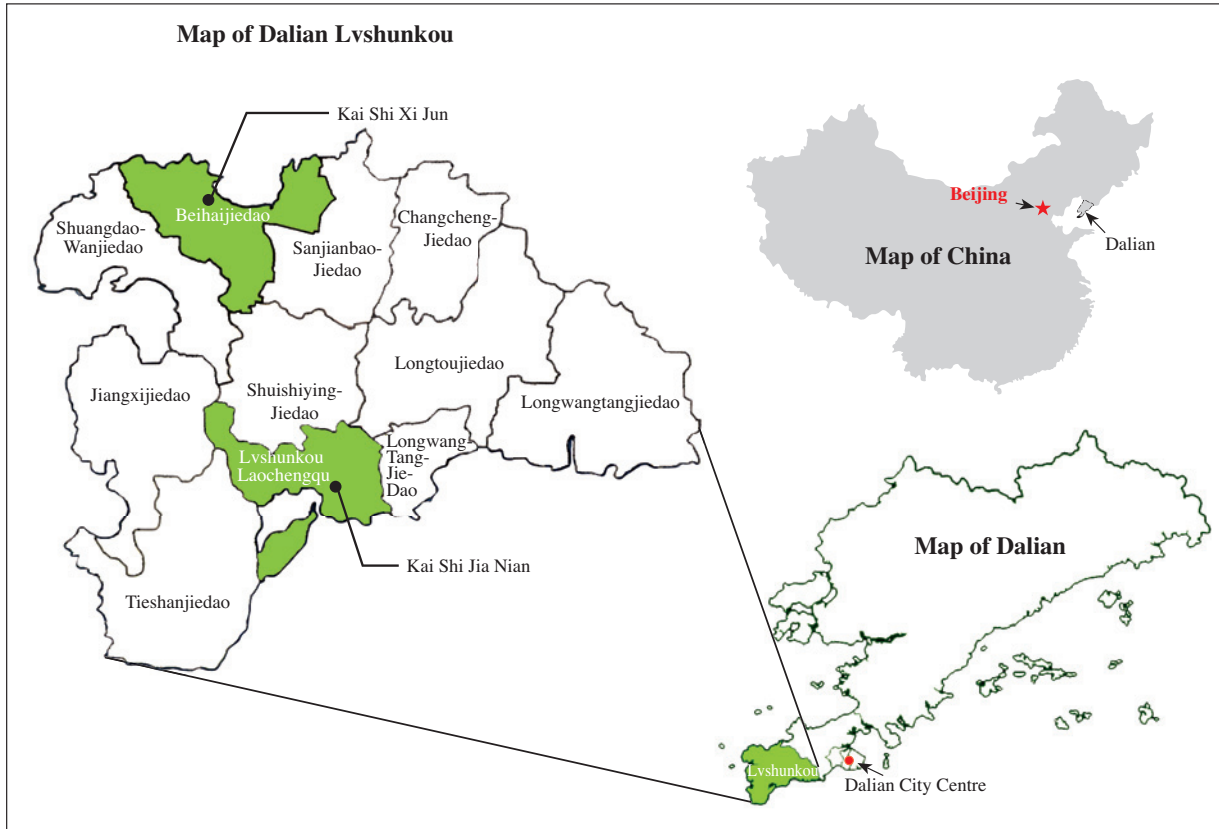 Map of Dalian Lvshunkou
Kai Shi Xi Jun
Beihaijiedao
Shuangdao-
Wanjiedao
Sanjianbao-
Jiedao
Changcheng-
Jiedao
Jiangxijiedao
Shuishiying-
Jiedao
Longtoujiedao
Longwangtangjiedao
Lvshunkou
Laochengqu
Longwang-
Tang-
Jie-
Dao
Kai Shi Jia Nian
Tieshanjiedao
Beijing
Dalian
Map of China
Map of Dalian
Lvshunkou
Dalian City Centre